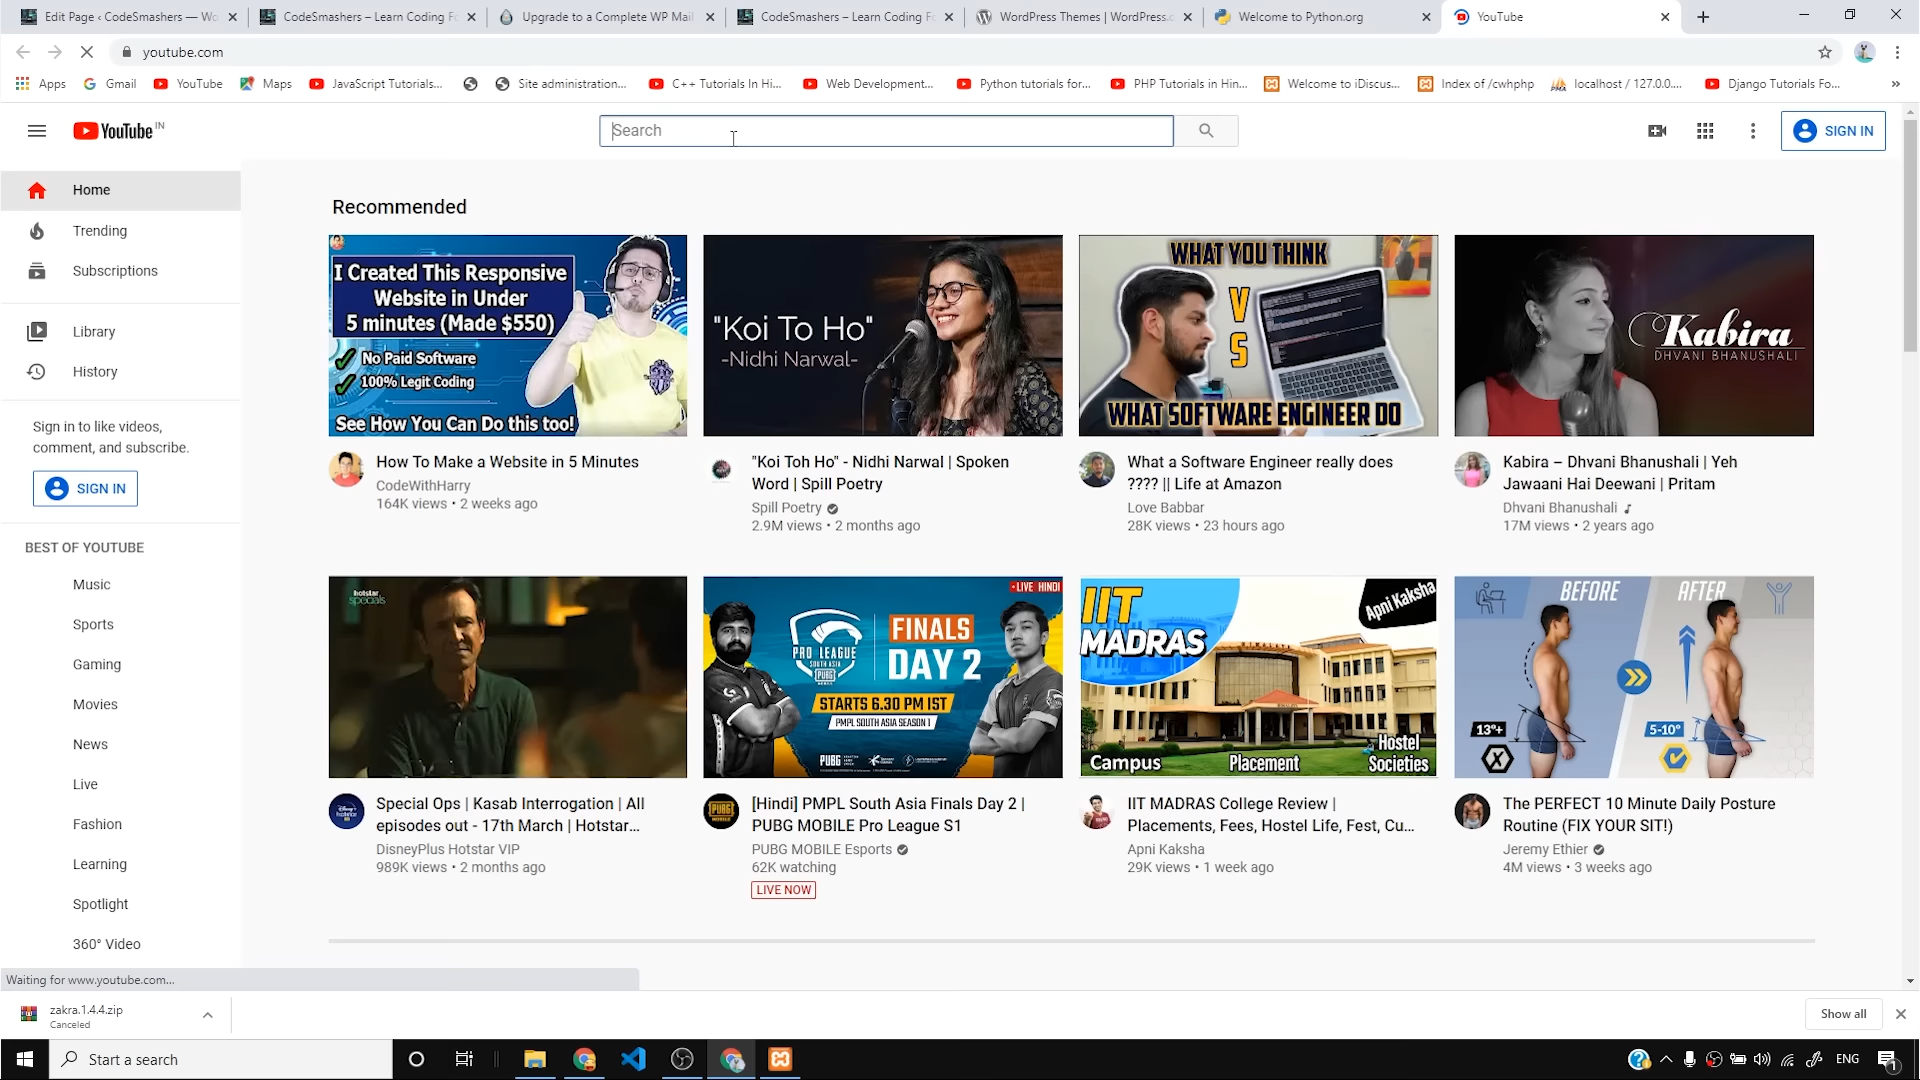 Edit Page ‹ CodeSmashers — Wo
CodeSmashers – Learn Coding Fo
Upgrade to a Complete WP Mail
CodeSmashers – Learn Coding Fo
WordPress Themes | WordPress.o
Welcome to Python.org
YouTube
youtube.com
Apps
Gmail
YouTube
Maps
JavaScript Tutorials...
Site administration...
C++ Tutorials In Hi...
Web Development...
Python tutorials for...
PHP Tutorials in Hin...
Welcome to iDiscus...
Index of /cwhphp
localhost / 127.0.0....
Django Tutorials Fo...
»
YouTube IN
Search
SIGN IN
Home
Trending
Subscriptions
Library
History
Sign in to like videos,
comment, and subscribe.
SIGN IN
BEST OF YOUTUBE
Music
Sports
Gaming
Movies
News
Live
Fashion
Learning
Spotlight
360° Video
Recommended
I Created This Responsive
Website in Under
5 minutes (Made $550)
No Paid Software
100% Legit Coding
See How You Can Do this too!
How To Make a Website in 5 Minutes
CodeWithHarry
164K views • 2 weeks ago
"Koi To Ho"
-Nidhi Narwal-
"Koi Toh Ho" - Nidhi Narwal | Spoken
Word | Spill Poetry
Spill Poetry
2.9M views • 2 months ago
WHAT YOU THINK
VS
WHAT SOFTWARE ENGINEER DO
What a Software Engineer really does
???? || Life at Amazon
Love Babbar
28K views • 23 hours ago
Kabira
DHVANI BHANUSHALI
Kabira – Dhvani Bhanushali | Yeh
Jawaani Hai Deewani | Pritam
Dhvani Bhanushali
17M views • 2 years ago
hotstar
specials
Special Ops | Kasab Interrogation | All
episodes out - 17th March | Hotstar...
DisneyPlus Hotstar VIP
989K views • 2 months ago
• LIVE HINDI
PRO LEAGUE
SOUTH ASIA
PUBG
FINALS
DAY 2
STARTS 6.30 PM IST
PMPL SOUTH ASIA SEASON 1
PUBG
[Hindi] PMPL South Asia Finals Day 2 |
PUBG MOBILE Pro League S1
PUBG MOBILE Esports
62K watching
LIVE NOW
IIT
MADRAS
Apni Kaksha
Campus
Placement
Hostel
Societies
IIT MADRAS College Review |
Placements, Fees, Hostel Life, Fest, Cu...
Apni Kaksha
29K views • 1 week ago
BEFORE
AFTER
13°+
5-10°
The PERFECT 10 Minute Daily Posture
Routine (FIX YOUR SIT!)
Jeremy Ethier
4M views • 3 weeks ago
Waiting for www.youtube.com...
zakra.1.4.4.zip
Canceled
Show all
Start a search
ENG
1